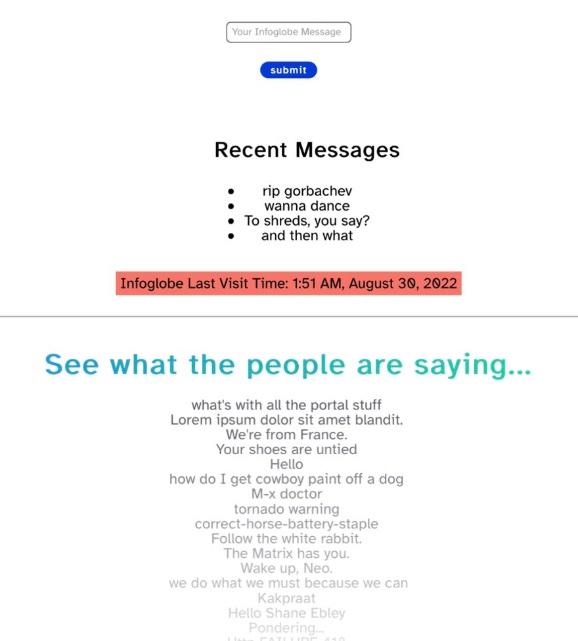 Your Infoglobe Message
submit
Recent Messages
rip gorbachev
wanna dance
To shreds, you say?
and then what
Infoglobe Last Visit Time: 1:51 AM, August 30, 2022
See what the people are saying...
what's with all the portal stuff
Lorem ipsum dolor sit amet blandit.
We're from France.
Your shoes are untied
Hello
how do I get cowboy paint off a dog
M-x doctor
tornado warning
correct-horse-battery-staple
Follow the white rabbit.
The Matrix has you.
Wake up, Neo.
we do what we must because we can
Kakpraat
Hello Shane Ebley
Pondering...